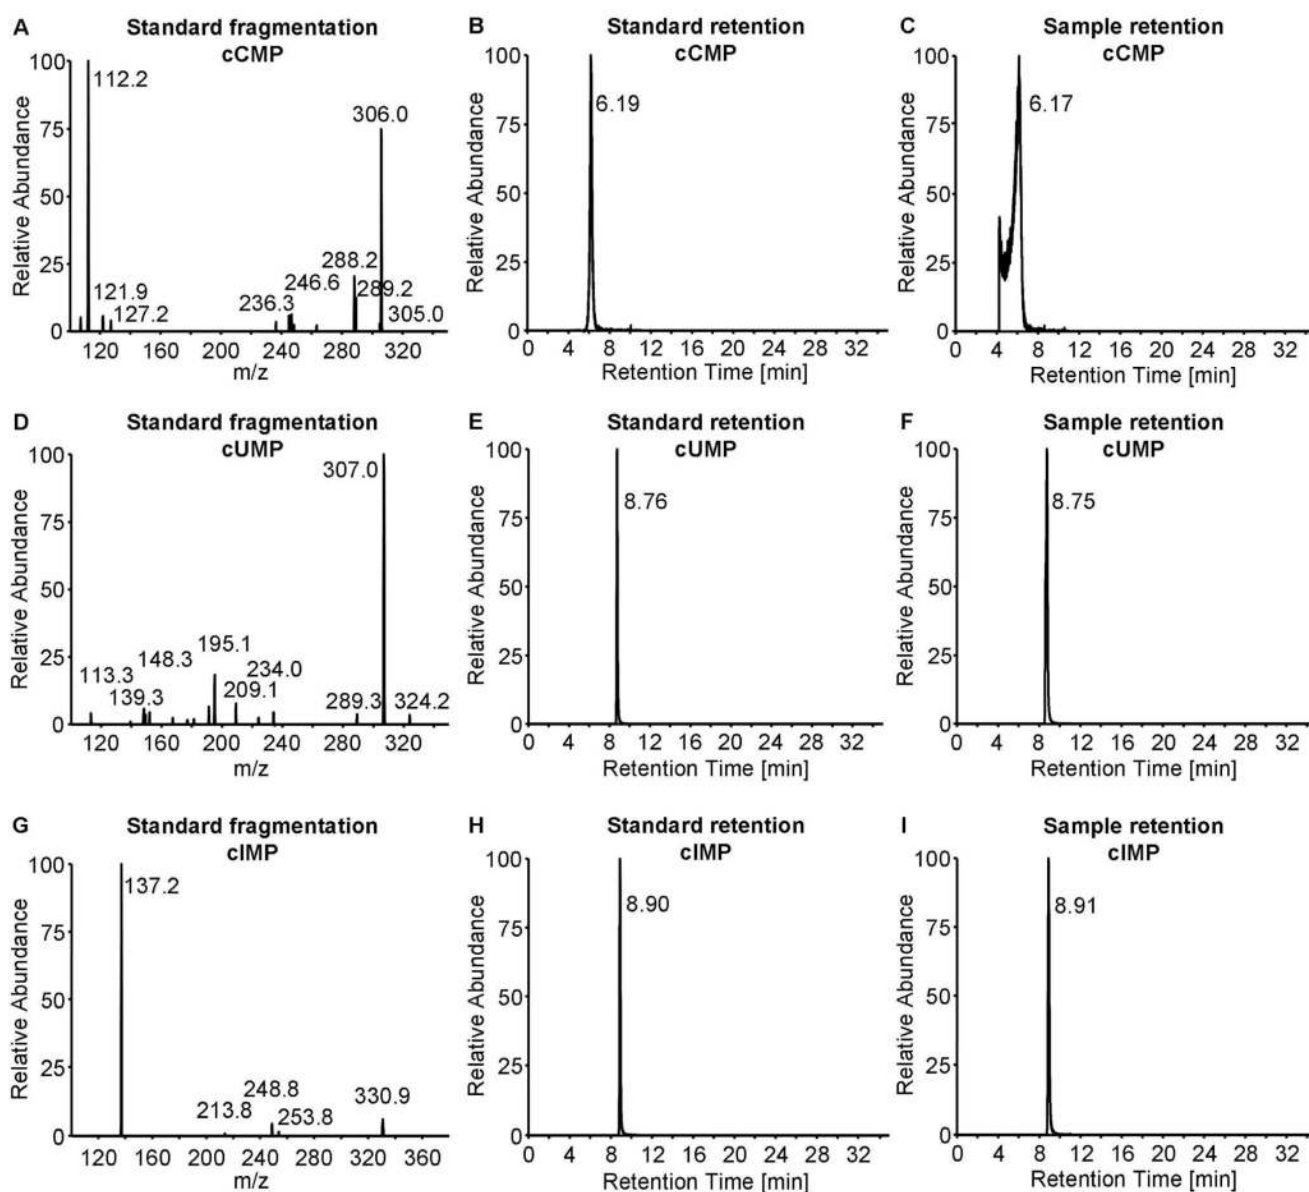 A
Standard fragmentation
cCMP
100
75
50
25
0
Relative Abundance
112.2
121.9
127.2
236.3
246.6
288.2
289.2
306.0
305.0
120 160 200 240 280 320
m/z
B
Standard retention
cCMP
100
75
50
25
0
Relative Abundance
6.19
0 4 8 12 16 20 24 28 32
Retention Time [min]
C
Sample retention
cCMP
100
75
50
25
0
Relative Abundance
6.17
0 4 8 12 16 20 24 28 32
Retention Time [min]
D
Standard fragmentation
cUMP
100
75
50
25
0
Relative Abundance
113.3
139.3
148.3
195.1
209.1
234.0
289.3
307.0
324.2
120 160 200 240 280 320
m/z
E
Standard retention
cUMP
100
75
50
25
0
Relative Abundance
8.76
0 4 8 12 16 20 24 28 32
Retention Time [min]
F
Sample retention
cUMP
100
75
50
25
0
Relative Abundance
8.75
0 4 8 12 16 20 24 28 32
Retention Time [min]
G
Standard fragmentation
cIMP
100
75
50
25
0
Relative Abundance
137.2
213.8
248.8
253.8
330.9
120 160 200 240 280 320 360
m/z
H
Standard retention
cIMP
100
75
50
25
0
Relative Abundance
8.90
0 4 8 12 16 20 24 28 32
Retention Time [min]
I
Sample retention
cIMP
100
75
50
25
0
Relative Abundance
8.91
0 4 8 12 16 20 24 28 32
Retention Time [min]